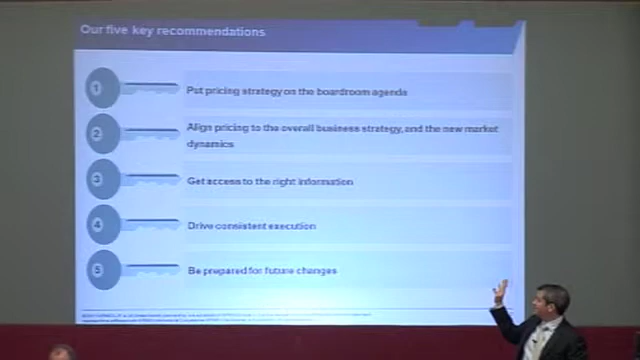 Our five key recommendations
1
Put pricing strategy on the boardroom agenda
2
Align pricing to the overall business strategy, and the new market
dynamics
3
Get access to the right information
4
Drive consistent execution
5
Be prepared for future changes